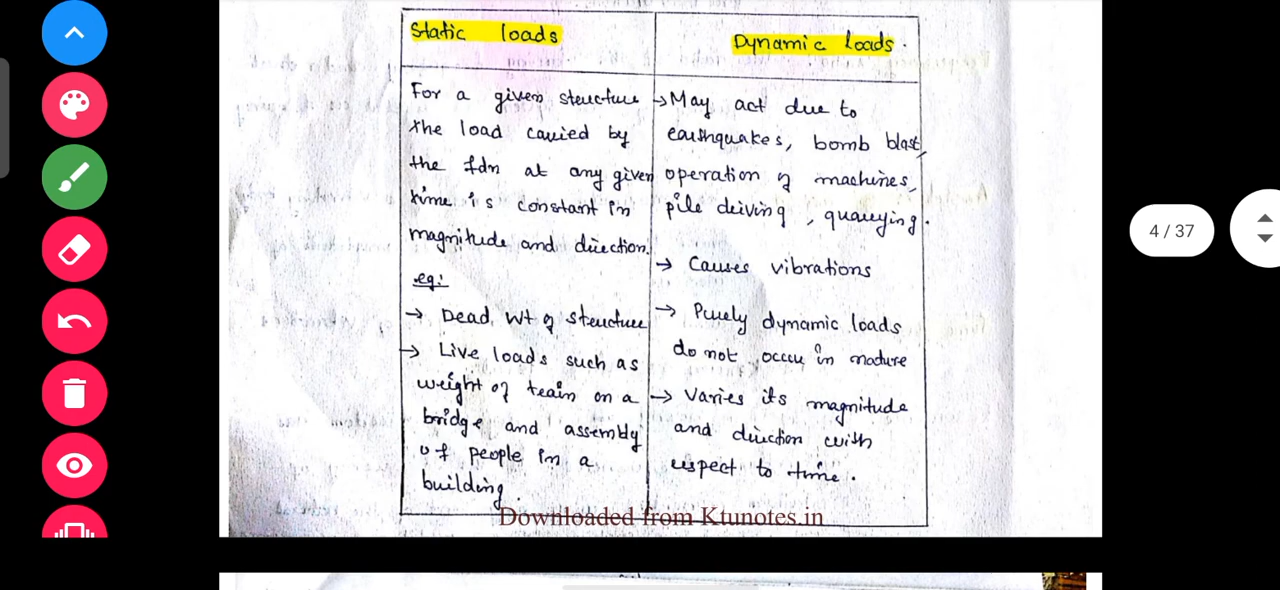 Static loads
Dynamic loads.
For a given structure
the load carried by
the fdn at any given
time is constant in
magnitude and direction.
eg:
→ Dead wt of structure
→ Live loads such as
weight of train on a
bridge and assembly
of people in a
building.
→ May act due to
earthquakes, bomb blast,
operation of machines,
pile driving, quarrying.
→ Causes vibrations
→ Purely dynamic loads
do not occur in nature
→ Varies its magnitude
and direction with
respect to time.
4 / 37
Downloaded from Ktunotes.in